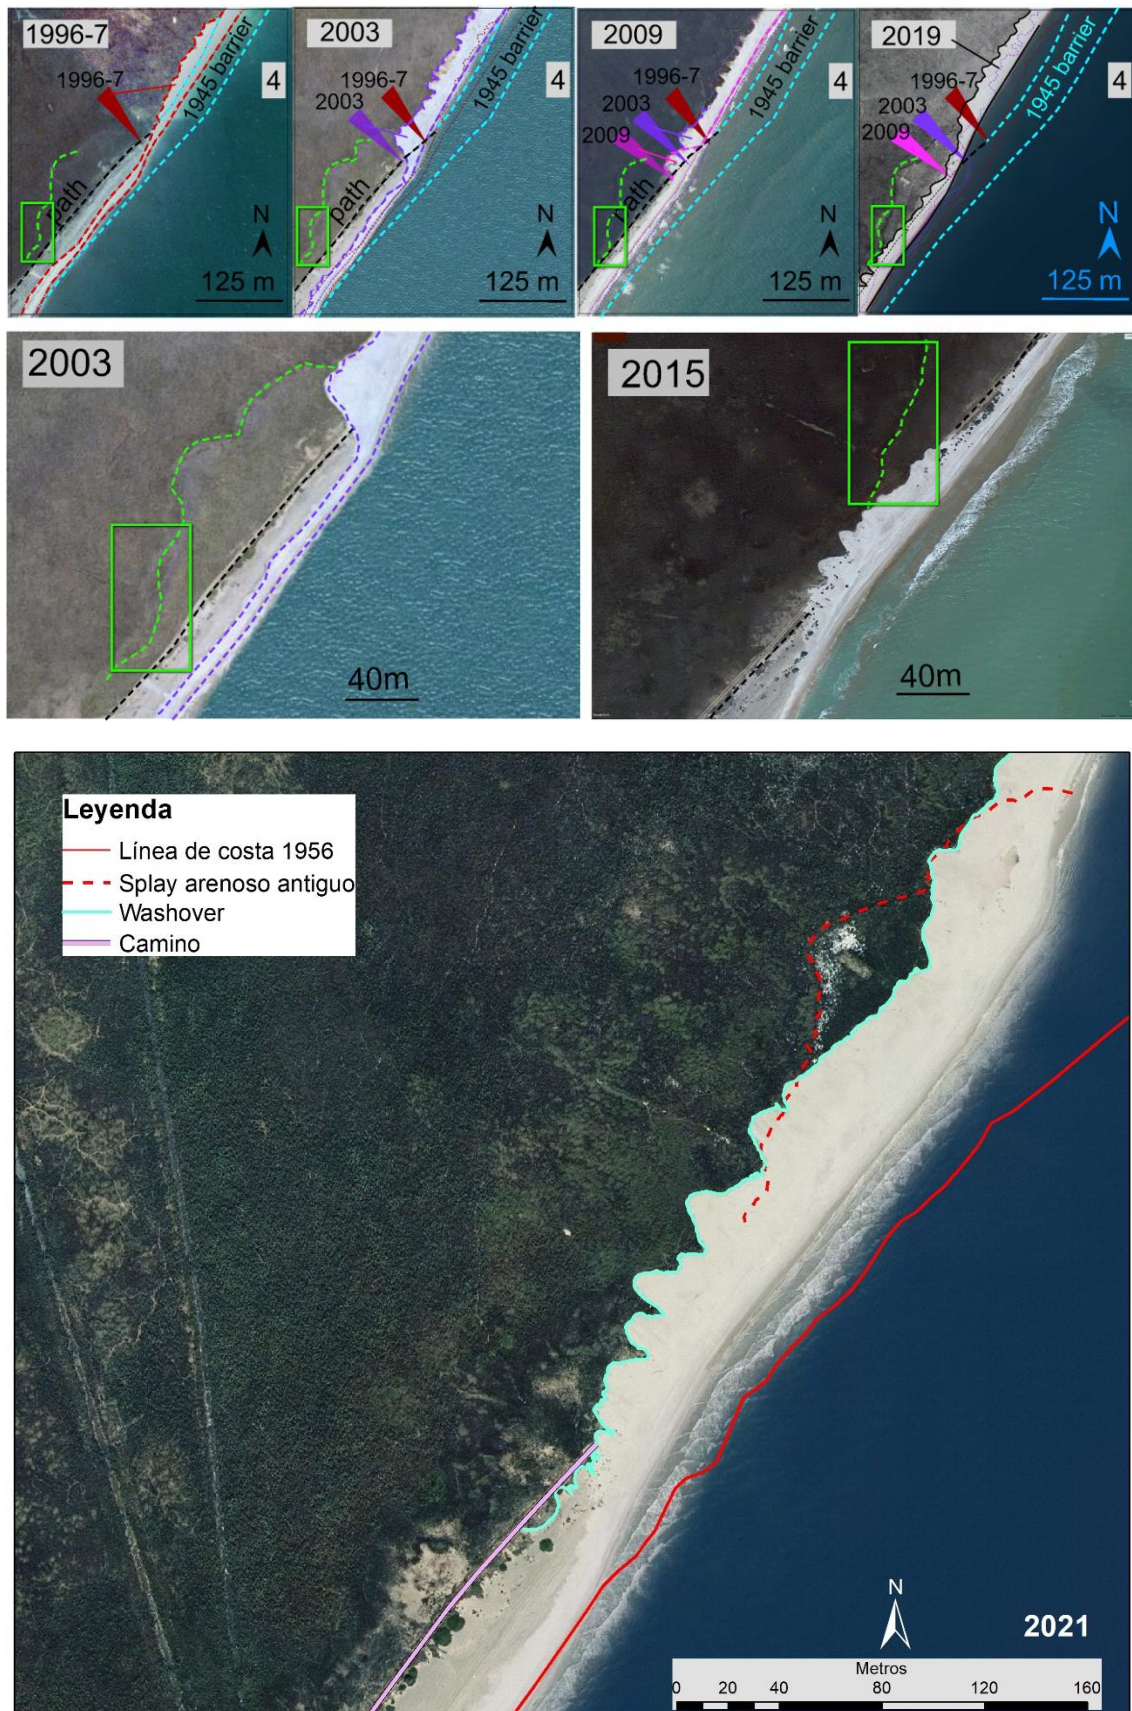 1996-7
1996-7
1945 barrier
4
path
N
125 m
2003
1996-7
2003
1945 barrier
4
path
N
125 m
2009
1996-7
2003
2009
1945 barrier
4
path
N
125 m
2019
1996-7
2003
2009
1945 barrier
4
N
125 m
2003
40m
2015
40m
Leyenda
Línea de costa 1956
Splay arenoso antiguo
Washover
Camino
N
2021
Metros
0 20 40 80 120 160